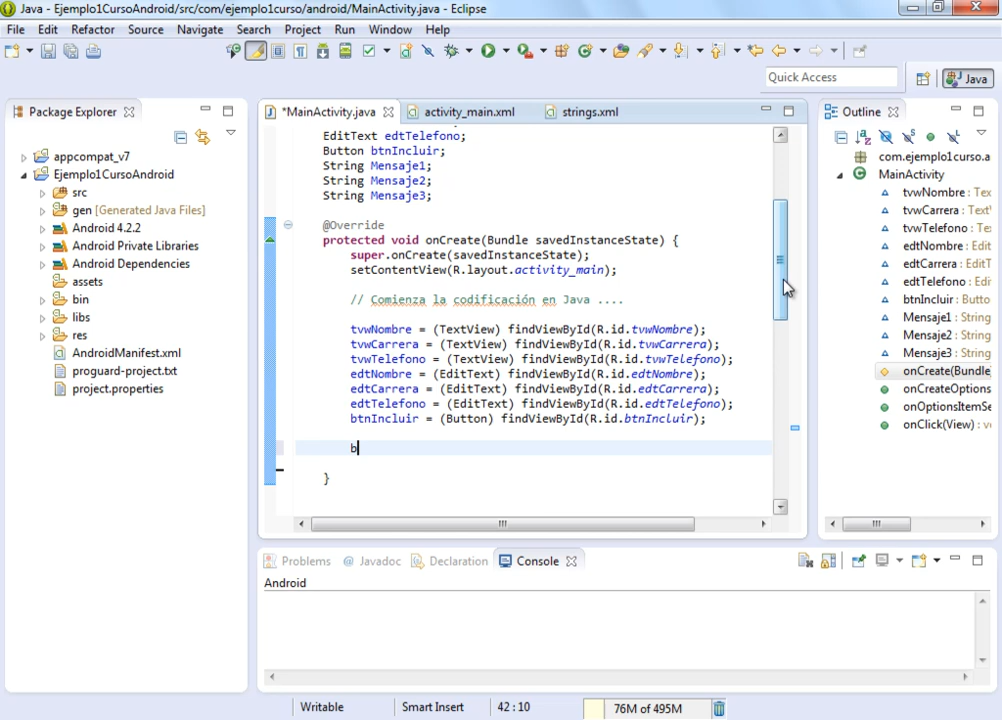 Java - Ejemplo1CursoAndroid/src/com/ejemplo1curso/android/MainActivity.java - Eclipse
File Edit Refactor Source Navigate Search Project Run Window Help
Quick Access
Java
Package Explorer
appcompat_v7
Ejemplo1CursoAndroid
src
gen [Generated Java Files]
Android 4.2.2
Android Private Libraries
Android Dependencies
assets
bin
libs
res
AndroidManifest.xml
proguard-project.txt
project.properties
*MainActivity.java activity_main.xml strings.xml
EditText edtTelefono;
Button btnIncluir;
String Mensaje1;
String Mensaje2;
String Mensaje3;
@Override
protected void onCreate(Bundle savedInstanceState) {
super.onCreate(savedInstanceState);
setContentView(R.layout.activity_main);
// Comienza la codificación en Java ....
tvwNombre = (TextView) findViewById(R.id.tvwNombre);
tvwCarrera = (TextView) findViewById(R.id.tvwCarrera);
tvwTelefono = (TextView) findViewById(R.id.tvwTelefono);
edtNombre = (EditText) findViewById(R.id.edtNombre);
edtCarrera = (EditText) findViewById(R.id.edtCarrera);
edtTelefono = (EditText) findViewById(R.id.edtTelefono);
btnIncluir = (Button) findViewById(R.id.btnIncluir);
b
}
Outline
com.ejemplo1curso.a
MainActivity
tvwNombre : Tex
tvwCarrera : Text
tvwTelefono : Te
edtNombre : Edi
edtCarrera : EditT
edtTelefono : Edi
btnIncluir : Butto
Mensaje1 : String
Mensaje2 : String
Mensaje3 : String
onCreate(Bundle
onCreateOptions
onOptionsItemSe
onClick(View) : v
Problems @ Javadoc Declaration Console
Android
Writable Smart Insert 42 : 10 76M of 495M